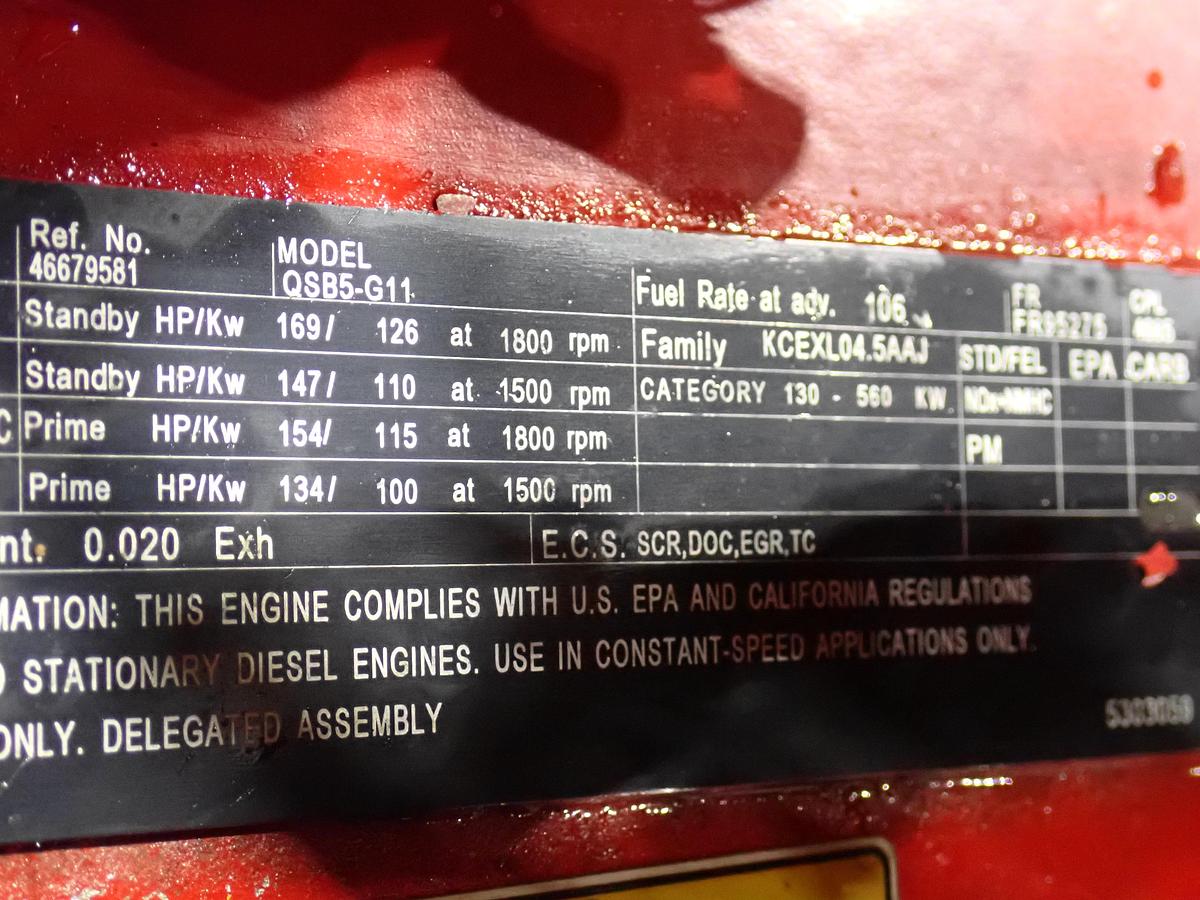 Ref. No. MODEL
46679581 QSB5-G11 Fuel Rate at adv. 106 FR CPL
FR95275
Standby HP/Kw 169/ 126 at 1800 rpm Family KCEXL04.5AAJ STD/FEL EPA CARB
Standby HP/Kw 147/ 110 at 1500 rpm CATEGORY 130 - 560 KW NOx+NMHC
C Prime HP/Kw 154/ 115 at 1800 rpm PM
Prime HP/Kw 134/ 100 at 1500 rpm
nt. 0.020 Exh E.C.S. SCR,DOC,EGR,TC
MATION: THIS ENGINE COMPLIES WITH U.S. EPA AND CALIFORNIA REGULATIONS
STATIONARY DIESEL ENGINES. USE IN CONSTANT-SPEED APPLICATIONS ONLY.
ONLY. DELEGATED ASSEMBLY